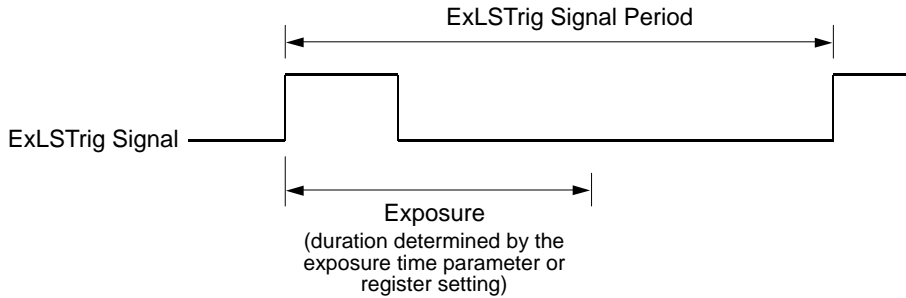 ExLSTrig Signal Period
ExLSTrig Signal
Exposure
(duration determined by the
exposure time parameter or
register setting)